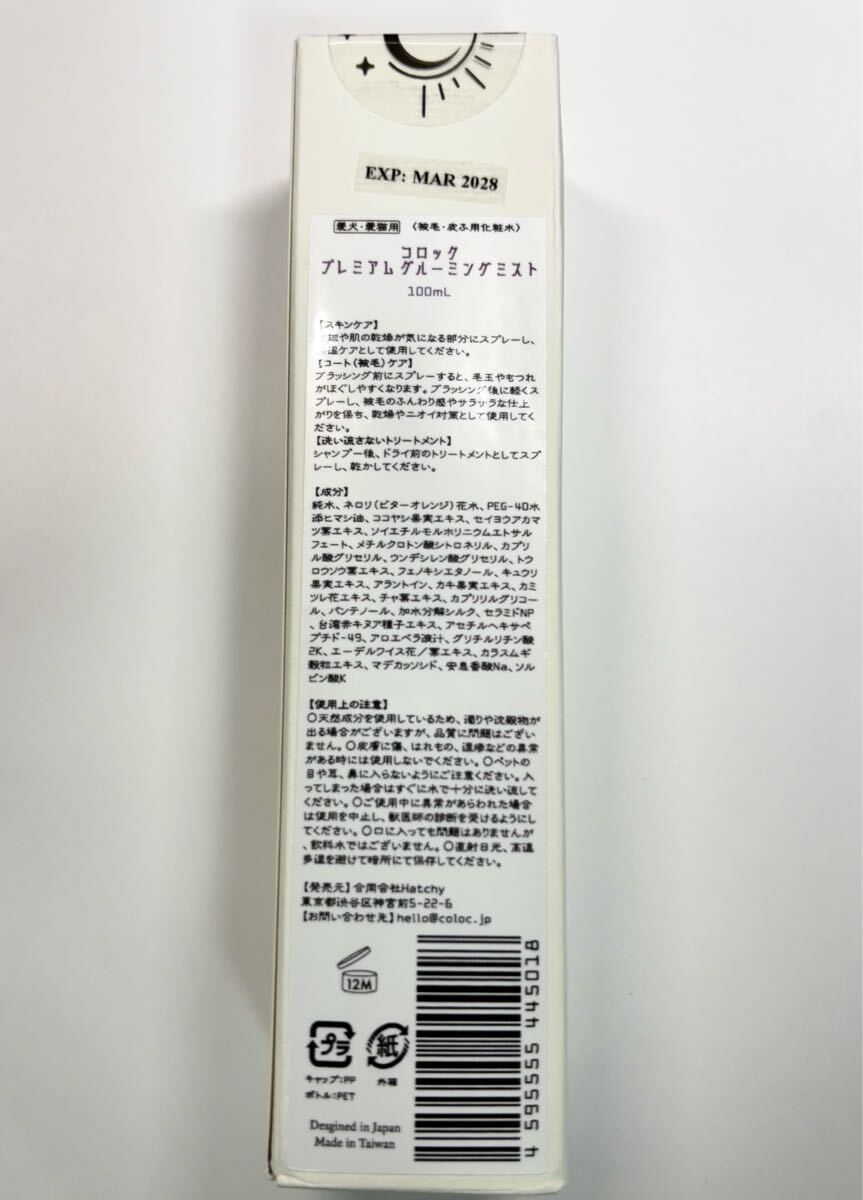 EXP: MAR 2028
愛犬・愛猫用 (被毛・皮ふ用化粧水)
コロック
プレミアムグルーミングミスト
100mL
【スキンケア】
球や肌の乾燥が気になる部分にスプレーし、
湿ケアとして使用してください。
【コート(被毛)ケア】
ブラッシング前にスプレーすると、毛玉やもつれ
がほぐしやすくなります。ブラッシング後に軽くス
プレーし、被毛のふんわり感やサラサラな仕上
がりを保ち、乾燥やニオイ対策として使用してく
ださい。
【洗い流さないトリートメント】
シャンプー後、ドライ前のトリートメントとしてスプ
レーし、乾かしてください。
【成分】
純水、ネロリ(ビターオレンジ)花水、PEG-40水
添ヒマシ油、ココヤシ果実エキス、セイヨウアカマ
ツ葉エキス、ソイエチルモルホリニウムエトサル
フェート、メチルクロトン酸シトロネリル、カプリ
ル酸グリセリル、ウンデシレン酸グリセリル、トウ
ロウソウ葉エキス、フェノキシエタノール、キュウリ
果実エキス、アラントイン、カキ果実エキス、カミ
ツレ花エキス、チャ葉エキス、カプリリルグリコー
ル、パンテノール、加水分解シルク、セラミドNP
、台湾赤キヌア種子エキス、アセチルヘキサペ
プチド-49、アロエベラ液汁、グリチルリチン酸
2K、エーデルワイス花/葉エキス、カラスムギ
穀粒エキス、マデカッソシド、安息香酸Na、ソル
ビン酸K
【使用上の注意】
〇天然成分を使用しているため、濁りや沈殿物が
出る場合がございますが、品質に問題はござい
ません。〇皮膚に傷、はれもの、湿疹などの異常
がある時には使用しないでください。〇ペットの
目や耳、鼻に入らないようにご注意ください。入
ってしまった場合はすぐに水で十分に洗い流して
ください。〇ご使用中に異常があらわれた場合
は使用を中止し、獣医師の診断を受けるようにし
てください。〇口に入っても問題はありませんが
、飲料水ではございません。〇直射日光、高温
多湿を避けて暗所にて保存してください。
【発売元】合同会社Hatchy
東京都渋谷区神宮前5-22-6
【お問い合わせ先】hello@coloc.jp
12M
プラ
紙
キャップ:PP
外箱
ボトル:PET
Desgined in Japan
Made in Taiwan
4 595555 445018